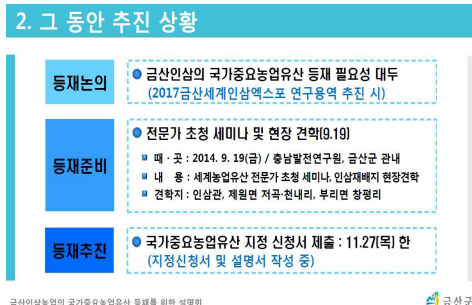 2. 그 동안 추진 상황
등재논의
금산인삼의 국가중요농업유산 등재 필요성 대두
(2017금산세계인삼엑스포 연구용역 추진 시)
등재준비
전문가 초청 세미나 및 현장 견학(9.19)
때 · 곳 : 2014. 9. 19(금) / 충남발전연구원, 금산군 관내
내 용 : 세계농업유산 전문가 초청 세미나, 인삼재배지 현장견학
견학지 : 인삼관, 제원면 저곡·천내리, 부리면 창평리
등재추진
국가중요농업유산 지정 신청서 제출 : 11.27(목) 한
(지정신청서 및 설명서 작성 중)
금산인삼농업의 국가중요농업유산 등재를 위한 설명회
금산군